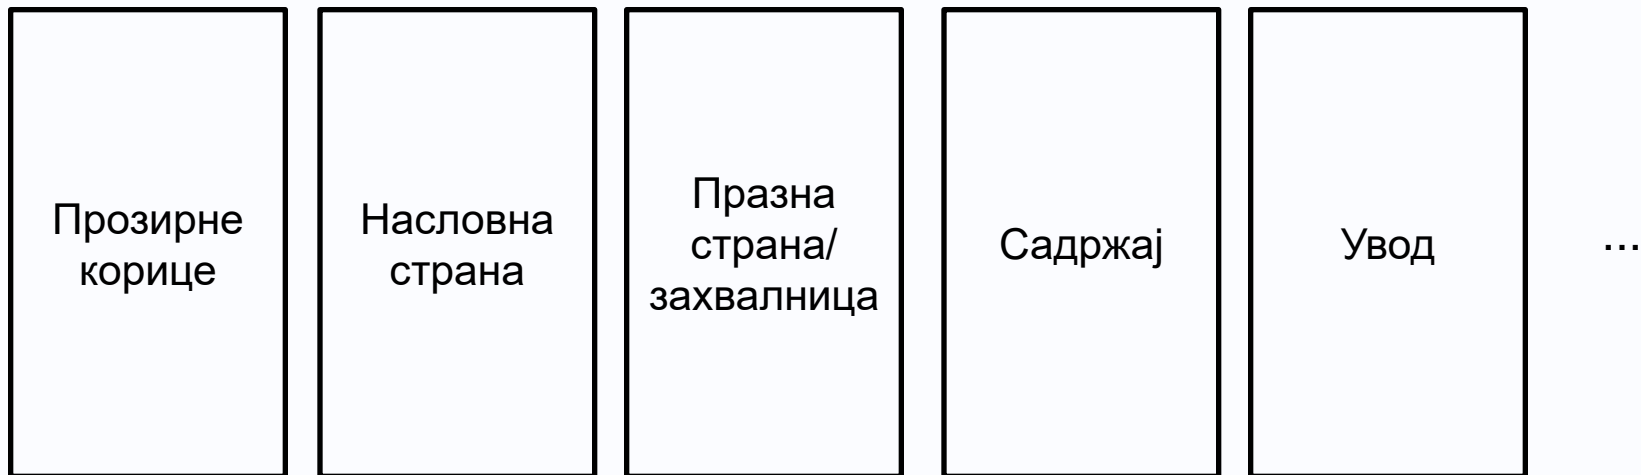 Прозирне
корице
Насловна
страна
Празна
страна/
захвалница
Садржај
Увод
...